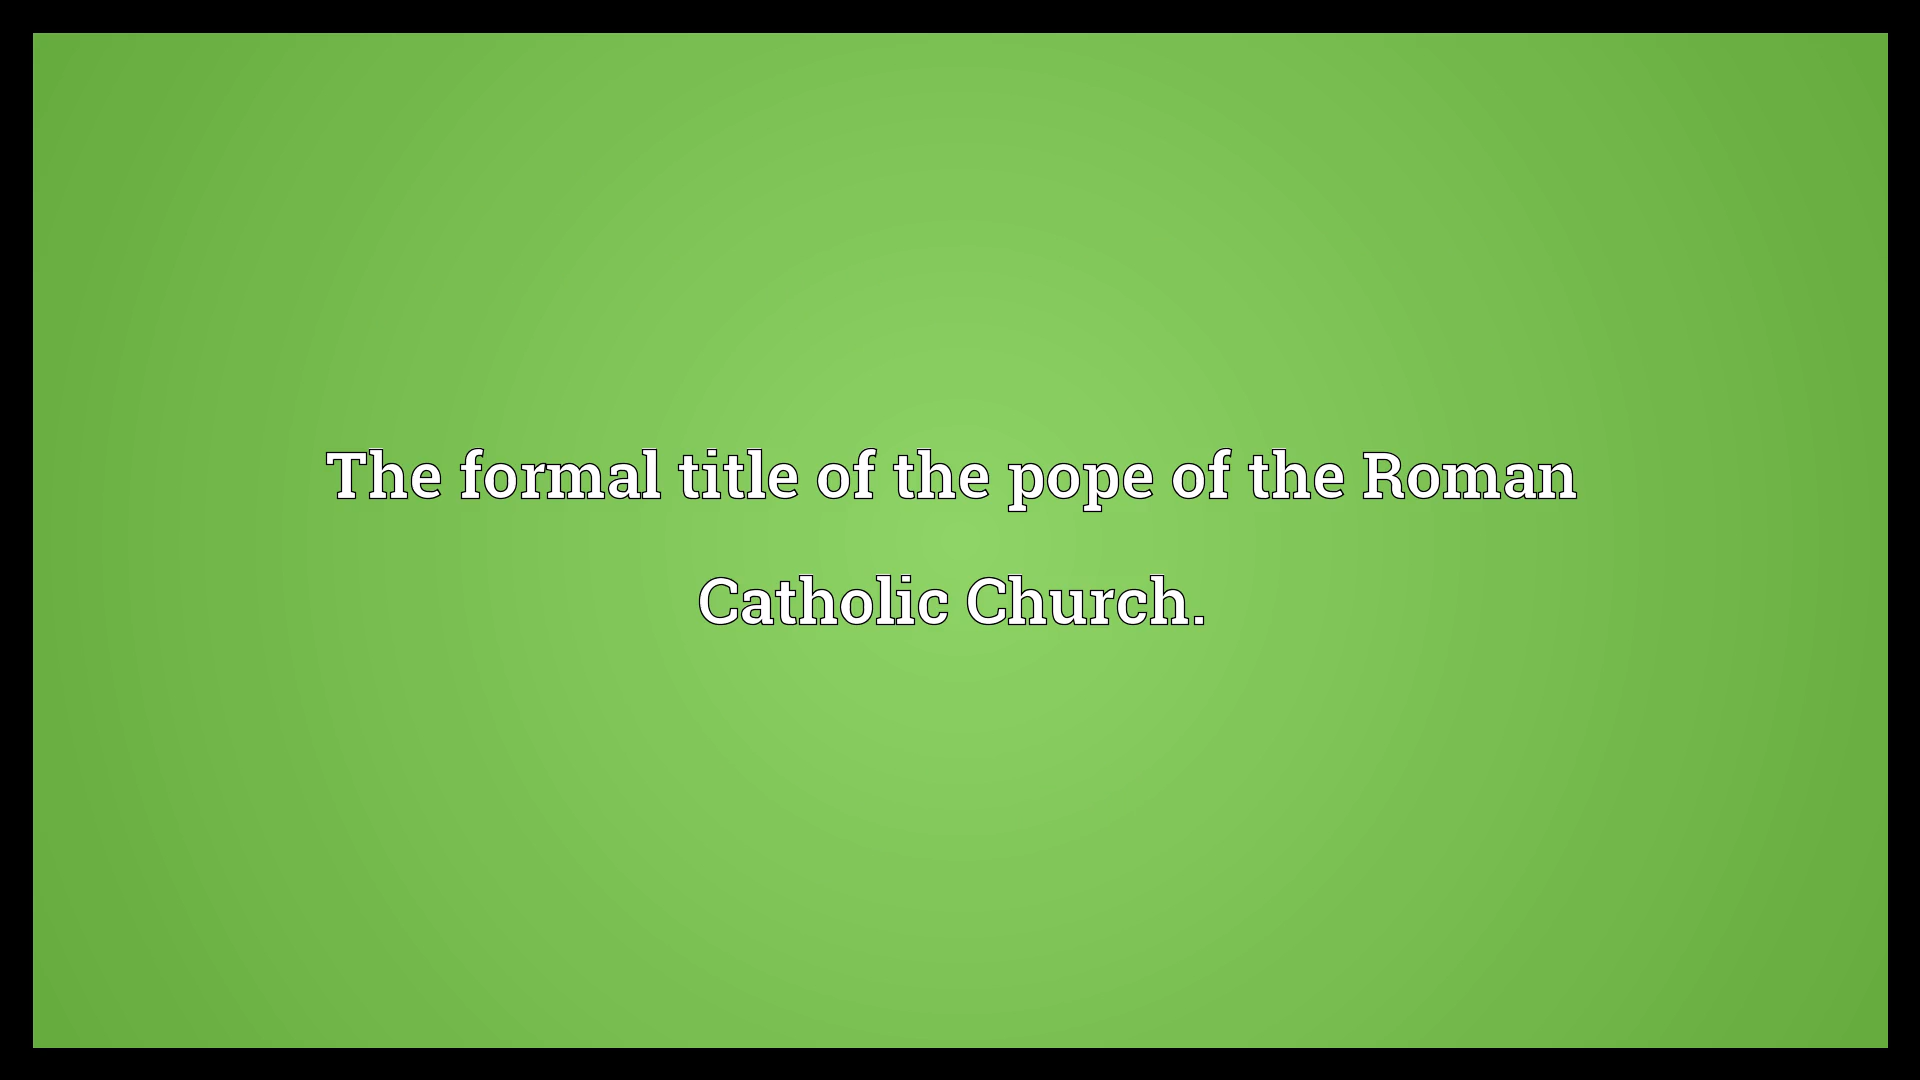 The formal title of the pope of the Roman
Catholic Church.